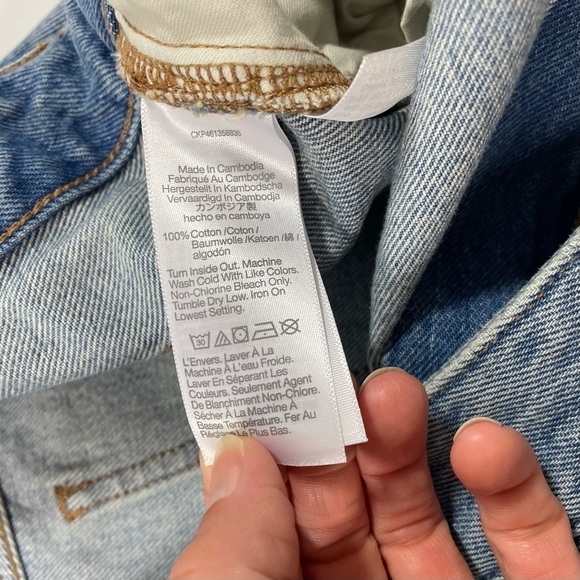 CKP461358835
Made In Cambodia
Fabriqué Au Cambodge
Hergestelit In Kambodscha
Vervaardigd In Cambodja
カンボジア製
hecho en camboya
100% Cotton /Coton/
Baumwolle /Katoen /綿/
algodón
Turn Inside Out. Machine
Wash Cold With Like Colors.
Non-Chlorine Bleach Only.
Tumble Dry Low. Iron On
Lowest Setting.
30
L'Envers. Laver À La
Machine À L'eau Froide.
Laver En Séparant Les
Couleurs. Seulement Agent
De Blanchiment Non-Chlore.
Sécher À La Machine À
Basse Température. Fer Au
Réglage Le Plus Bas.